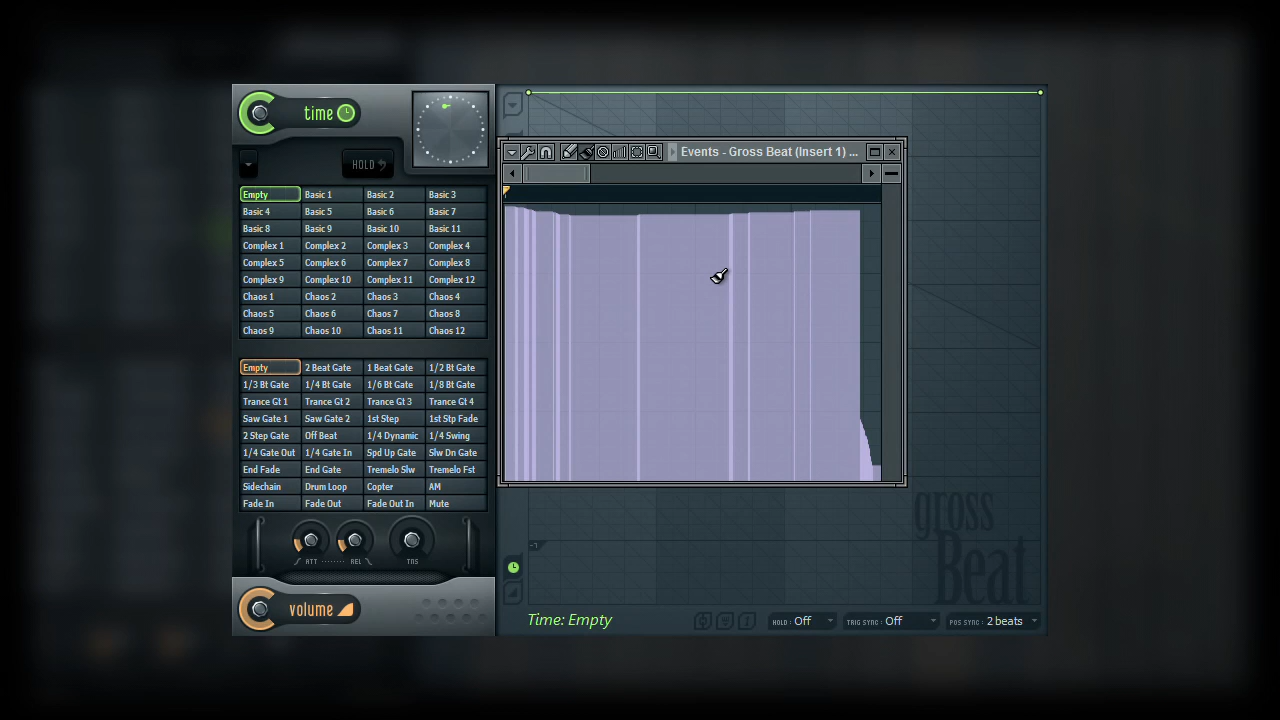 time
HOLD
Events - Gross Beat (Insert 1) ...
Empty Basic 1 Basic 2 Basic 3
Basic 4 Basic 5 Basic 6 Basic 7
Basic 8 Basic 9 Basic 10 Basic 11
Complex 1 Complex 2 Complex 3 Complex 4
Complex 5 Complex 6 Complex 7 Complex 8
Complex 9 Complex 10 Complex 11 Complex 12
Chaos 1 Chaos 2 Chaos 3 Chaos 4
Chaos 5 Chaos 6 Chaos 7 Chaos 8
Chaos 9 Chaos 10 Chaos 11 Chaos 12
Empty 2 Beat Gate 1 Beat Gate 1/2 Bt Gate
1/3 Bt Gate 1/4 Bt Gate 1/6 Bt Gate 1/8 Bt Gate
Trance Gt 1 Trance Gt 2 Trance Gt 3 Trance Gt 4
Saw Gate 1 Saw Gate 2 1st Step 1st Stp Fade
2 Step Gate Off Beat 1/4 Dynamic 1/4 Swing
1/4 Gate Out 1/4 Gate In Spd Up Gate Slw Dn Gate
End Fade End Gate Tremelo Slw Tremelo Fst
Sidechain Drum Loop Copter AM
Fade In Fade Out Fade Out In Mute
ATT REL TNS
volume
gross
Beat
Time: Empty
HOLD: Off TRIG SYNC: Off POS SYNC: 2 beats